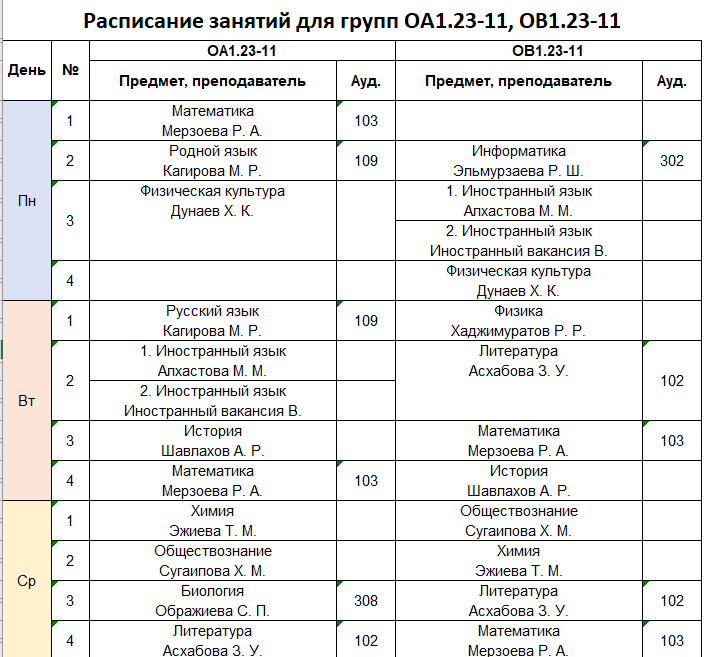 Расписание занятий для групп ОА1.23-11, ОВ1.23-11
День № ОА1.23-11 ОВ1.23-11
Предмет, преподаватель Ауд. Предмет, преподаватель Ауд.
Пн
1 Математика
Мерзоева Р. А. 103
2 Родной язык
Кагирова М. Р. 109 Информатика
Эльмурзаева Р. Ш. 302
3 Физическая культура
Дунаев Х. К. 1. Иностранный язык
Алхастова М. М.
2. Иностранный язык
Иностранный вакансия В.
4 Физическая культура
Дунаев Х. К.
Вт
1 Русский язык
Кагирова М. Р. 109 Физика
Хаджимуратов Р. Р.
2 1. Иностранный язык
Алхастова М. М.
2. Иностранный язык
Иностранный вакансия В. Литература
Асхабова З. У. 102
3 История
Шавлахов А. Р. Математика
Мерзоева Р. А. 103
4 Математика
Мерзоева Р. А. 103 История
Шавлахов А. Р.
Ср
1 Химия
Эжиева Т. М. Обществознание
Сугаипова Х. М.
2 Обществознание
Сугаипова Х. М. Химия
Эжиева Т. М.
3 Биология
Ображиева С. П. 308 Литература
Асхабова З. У. 102
4 Литература
Асхабова З. У. 102 Математика
Мерзоева Р. А. 103